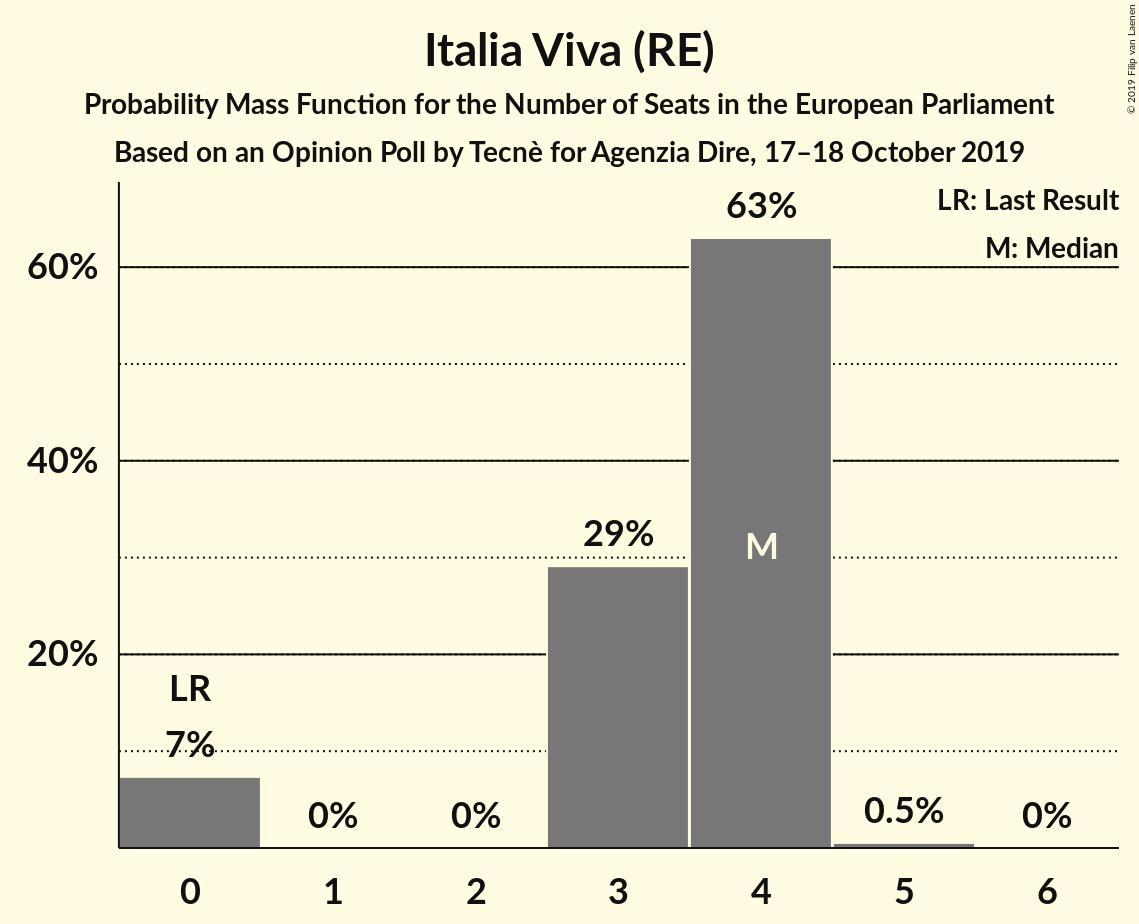 Italia Viva (RE)
Probability Mass Function for the Number of Seats in the European Parliament
Based on an Opinion Poll by Tecnè for Agenzia Dire, 17–18 October 2019
© 2019 Filip van Laenen
LR: Last Result
M: Median
63%
60%
40%
29%
M
20%
LR
7%
0%
0%
0.5%
0%
0 1 2 3 4 5 6